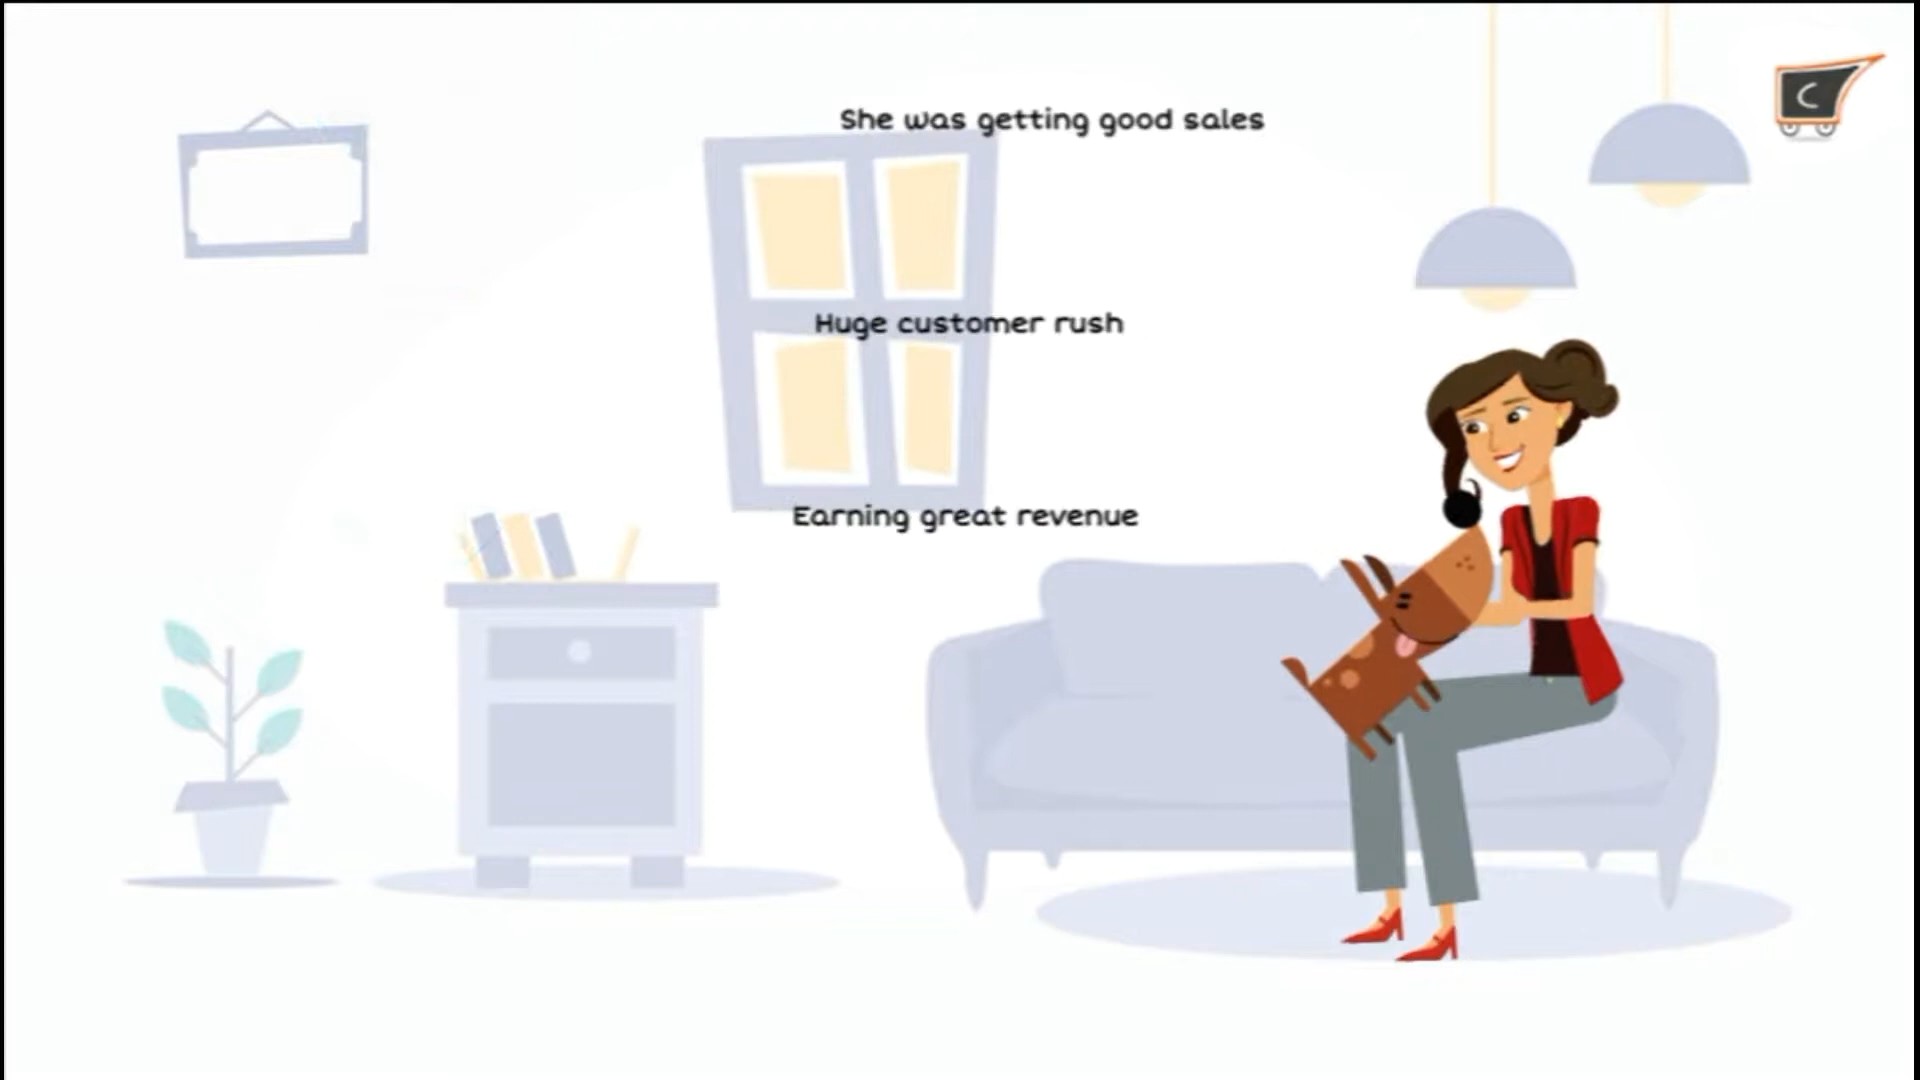 She was getting good sales
C
Huge customer rush
Earning great revenue